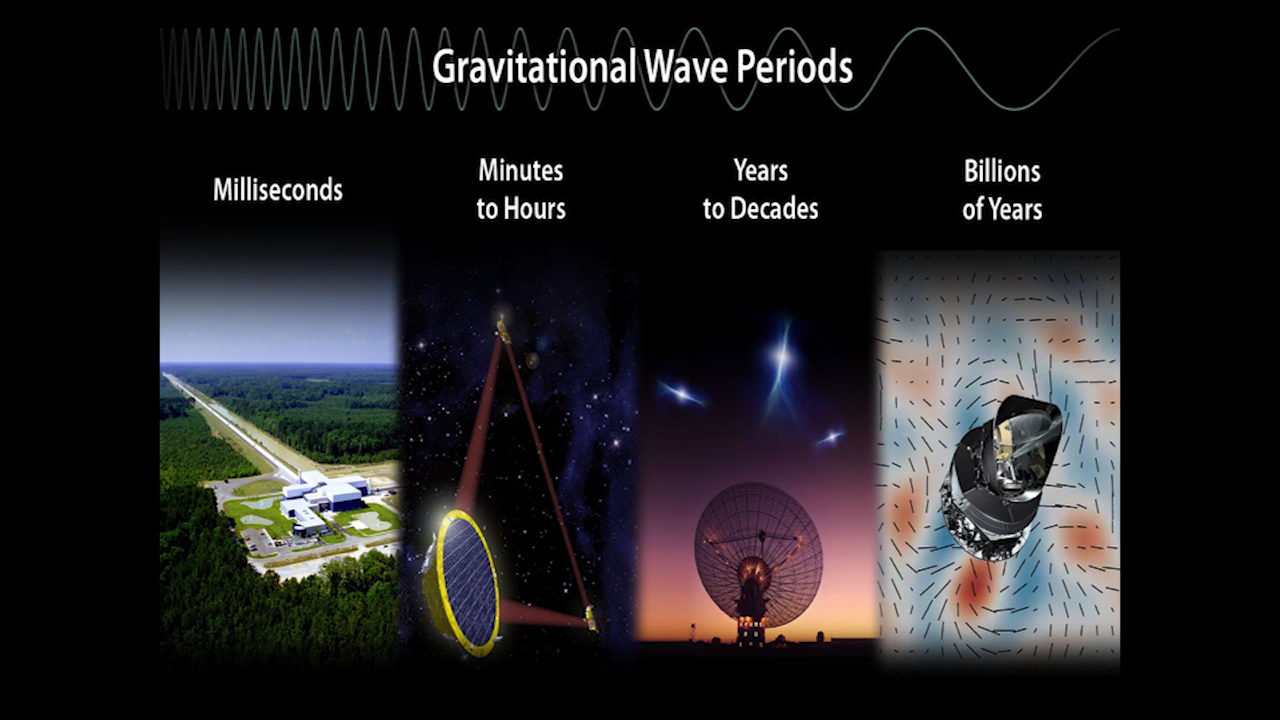 Gravitational Wave Periods
Milliseconds
Minutes
to Hours
Years
to Decades
Billions
of Years